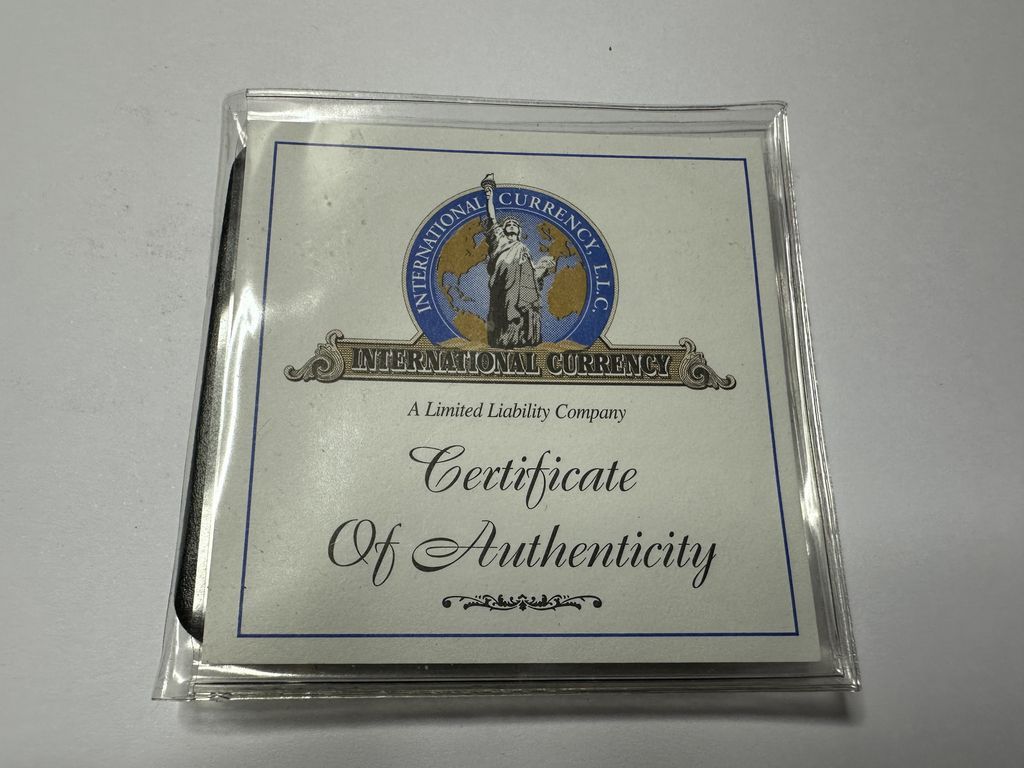 INTERNATIONAL CURRENCY, L.L.C.
INTERNATIONAL CURRENCY
A Limited Liability Company
Certificate
Of Authenticity